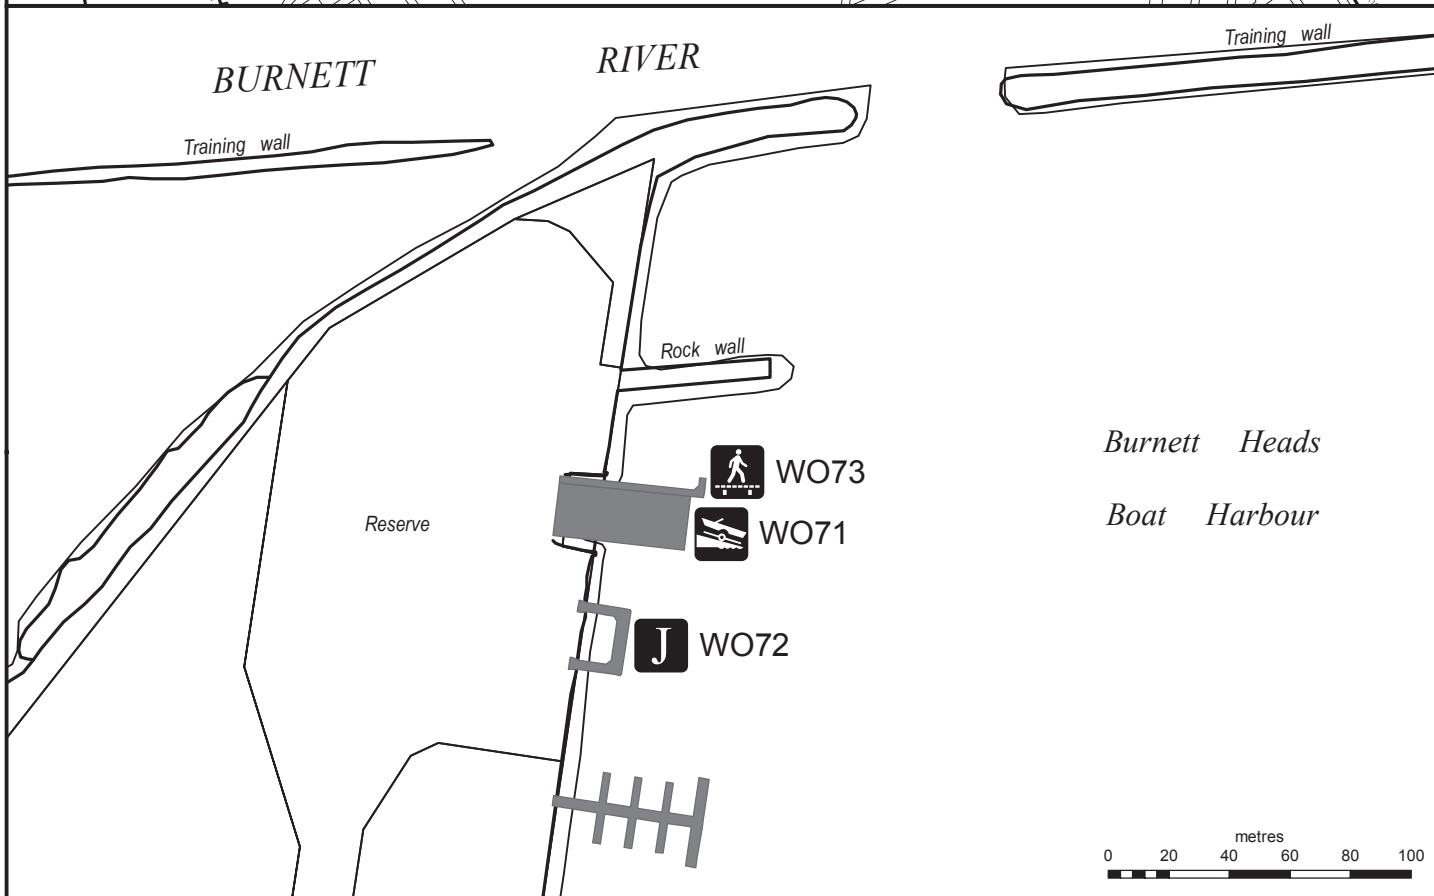 Training wall
BURNETT RIVER
Training wall
Rock wall
Burnett Heads
Boat Harbour
WO73
Reserve
WO71
J WO72
metres
0 20 40 60 80 100